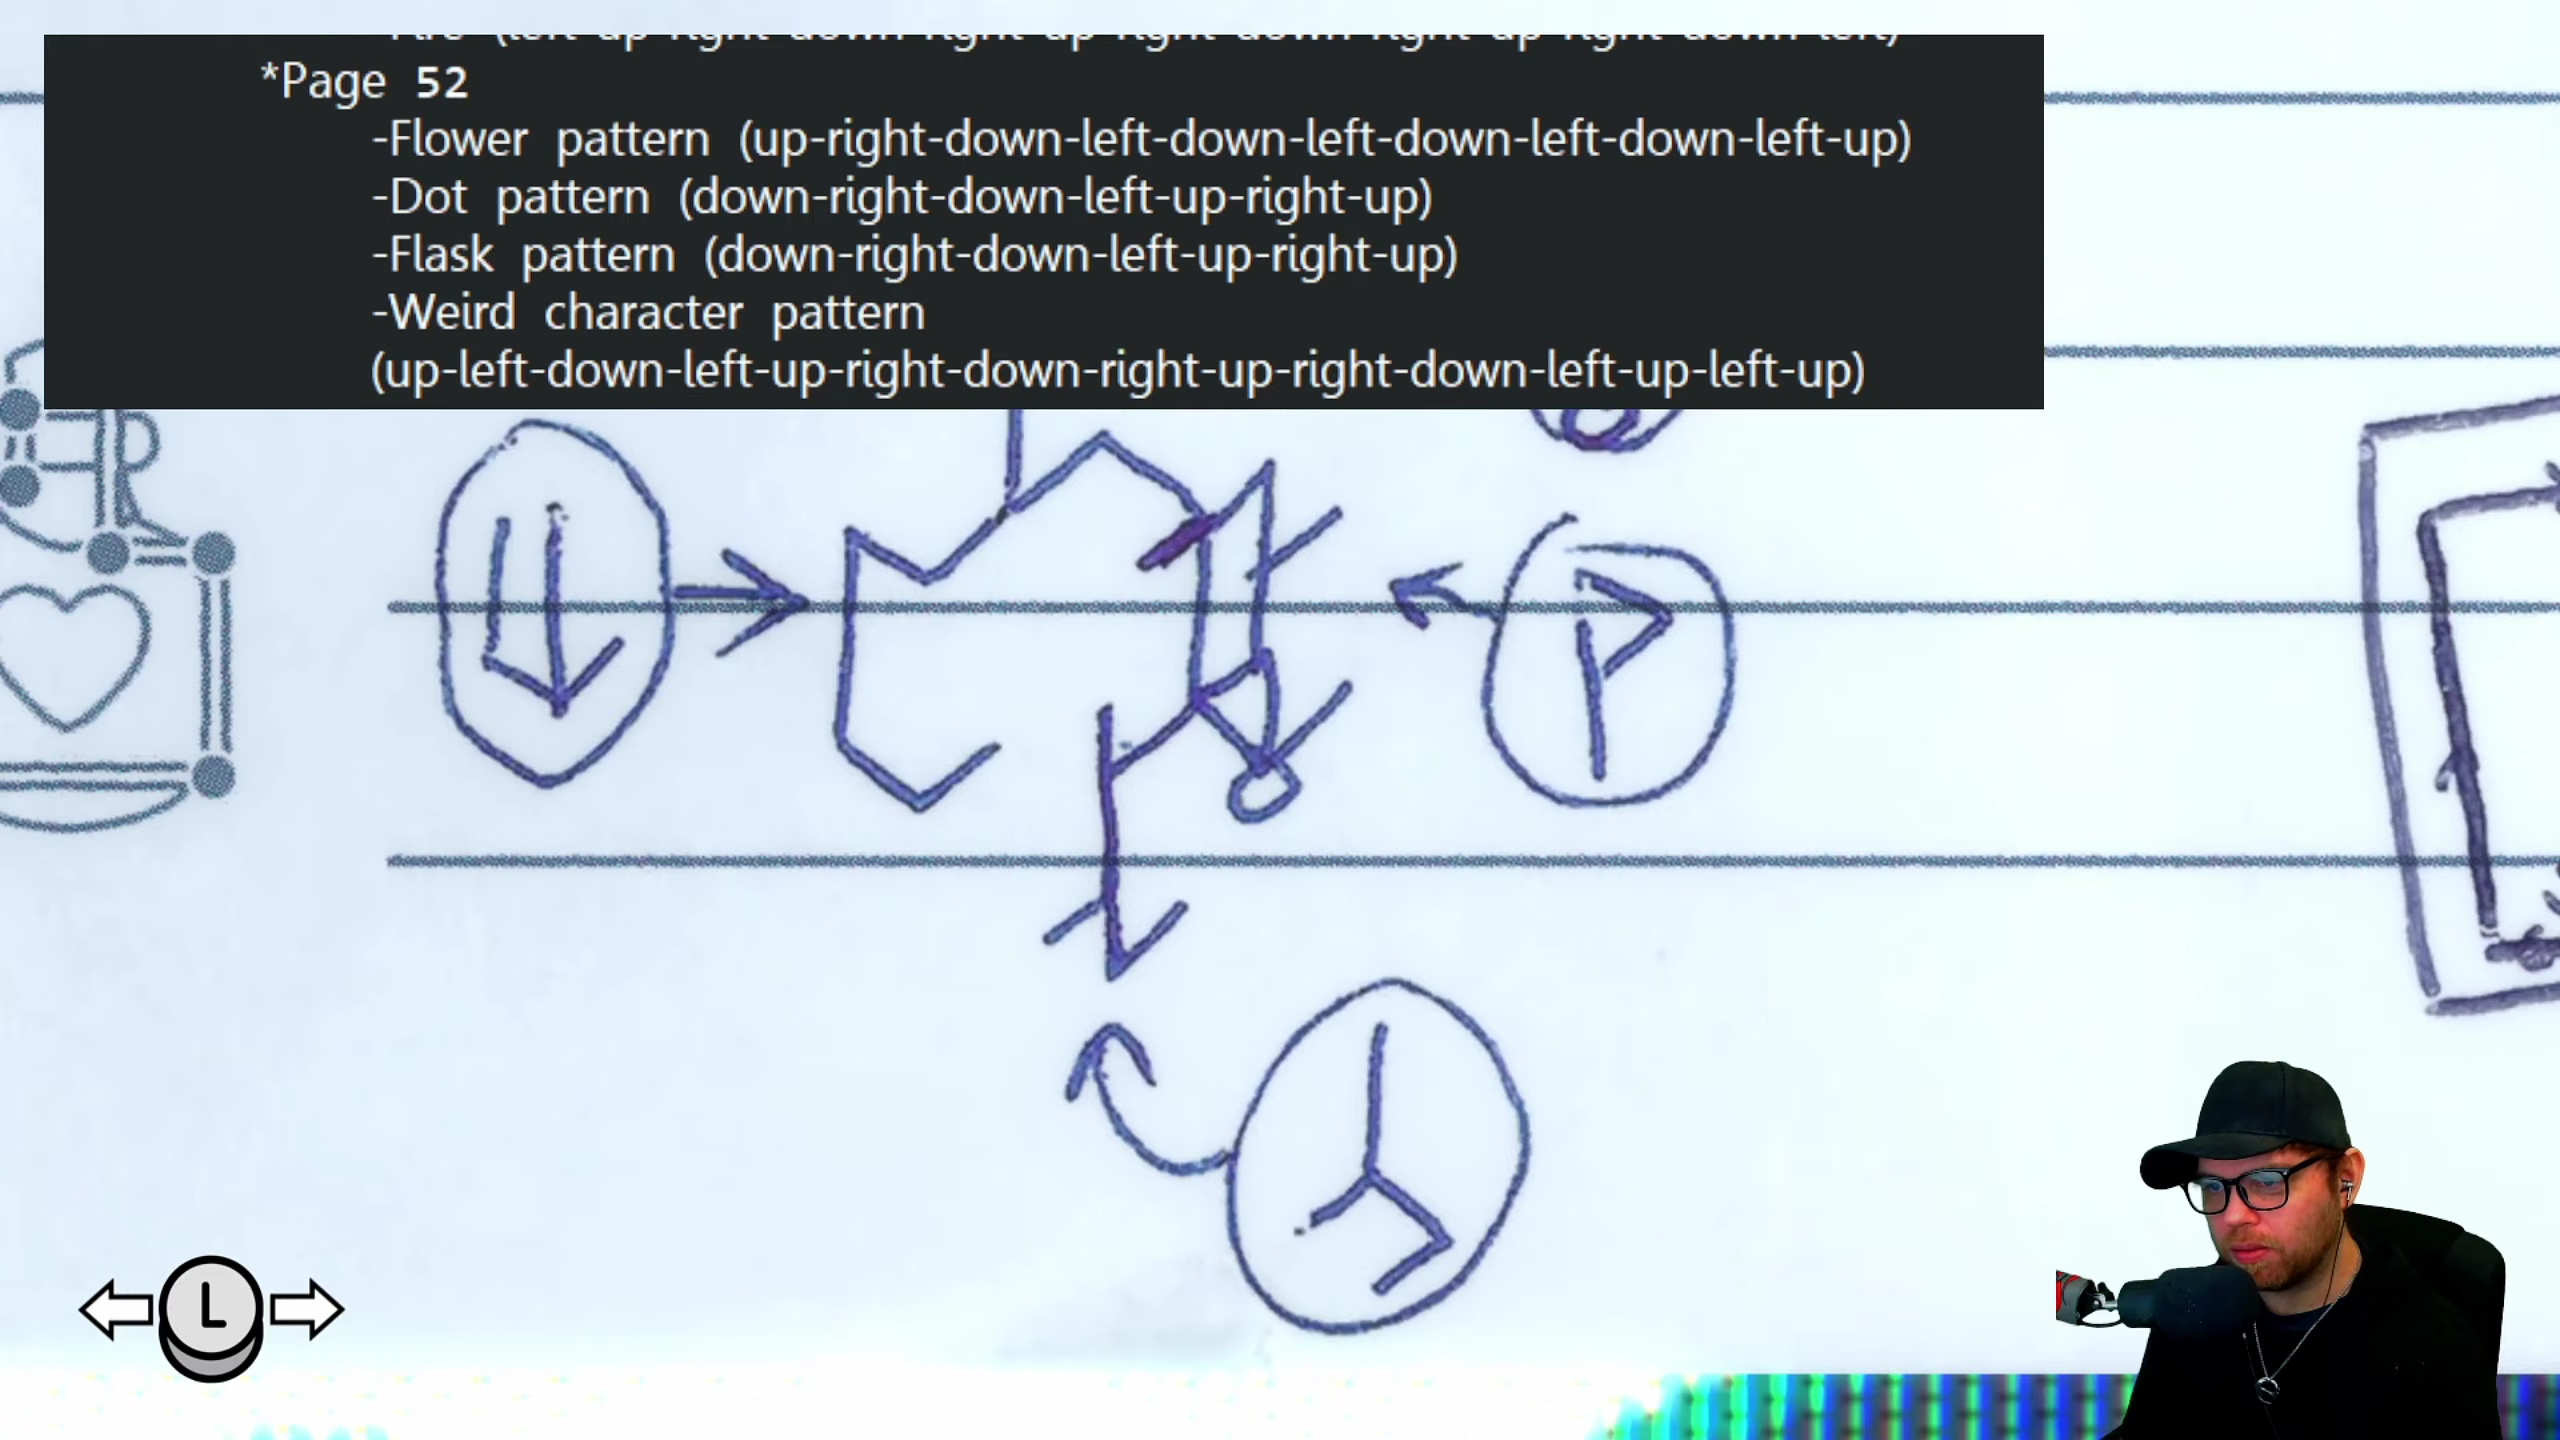 *Page 52
-Flower pattern (up-right-down-left-down-left-down-left-down-left-up)
-Dot pattern (down-right-down-left-up-right-up)
-Flask pattern (down-right-down-left-up-right-up)
-Weird character pattern
(up-left-down-left-up-right-down-right-up-right-down-left-up-left-up)
L